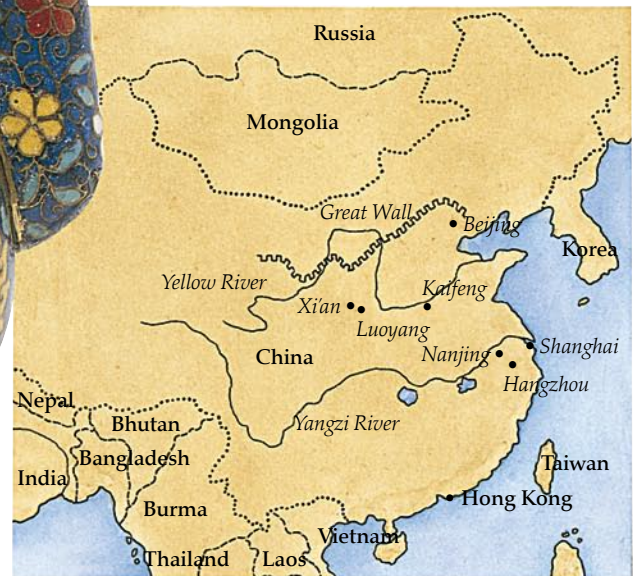 Russia
Mongolia
Great Wall
Beijing
Korea
Yellow River
Kaifeng
Xi'an
Luoyang
Shanghai
China
Nanjing
Hangzhou
Nepal
Bhutan
Yangzi River
Bangladesh
Taiwan
India
Hong Kong
Burma
Vietnam
Thailand
Laos